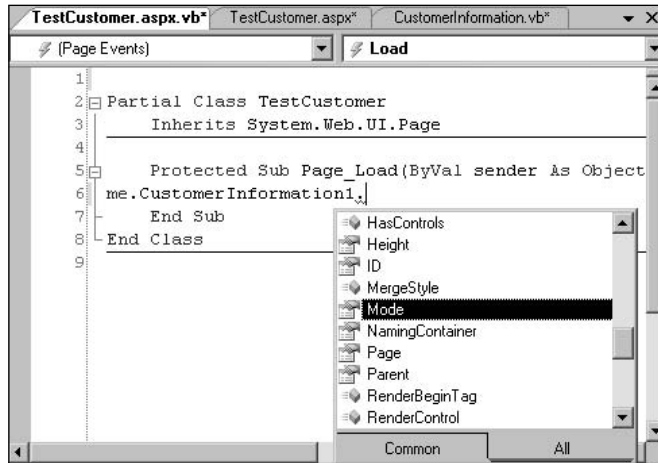 TestCustomer.aspx.vb* TestCustomer.aspx* CustomerInformation.vb*
(Page Events) Load
1
2 Partial Class TestCustomer
3 Inherits System.Web.UI.Page
4
5 Protected Sub Page_Load(ByVal sender As Object
6 me.CustomerInformation1.
7 End Sub
8 End Class
9
HasControls
Height
ID
MergeStyle
Mode
NamingContainer
Page
Parent
RenderBeginTag
RenderControl
Common All